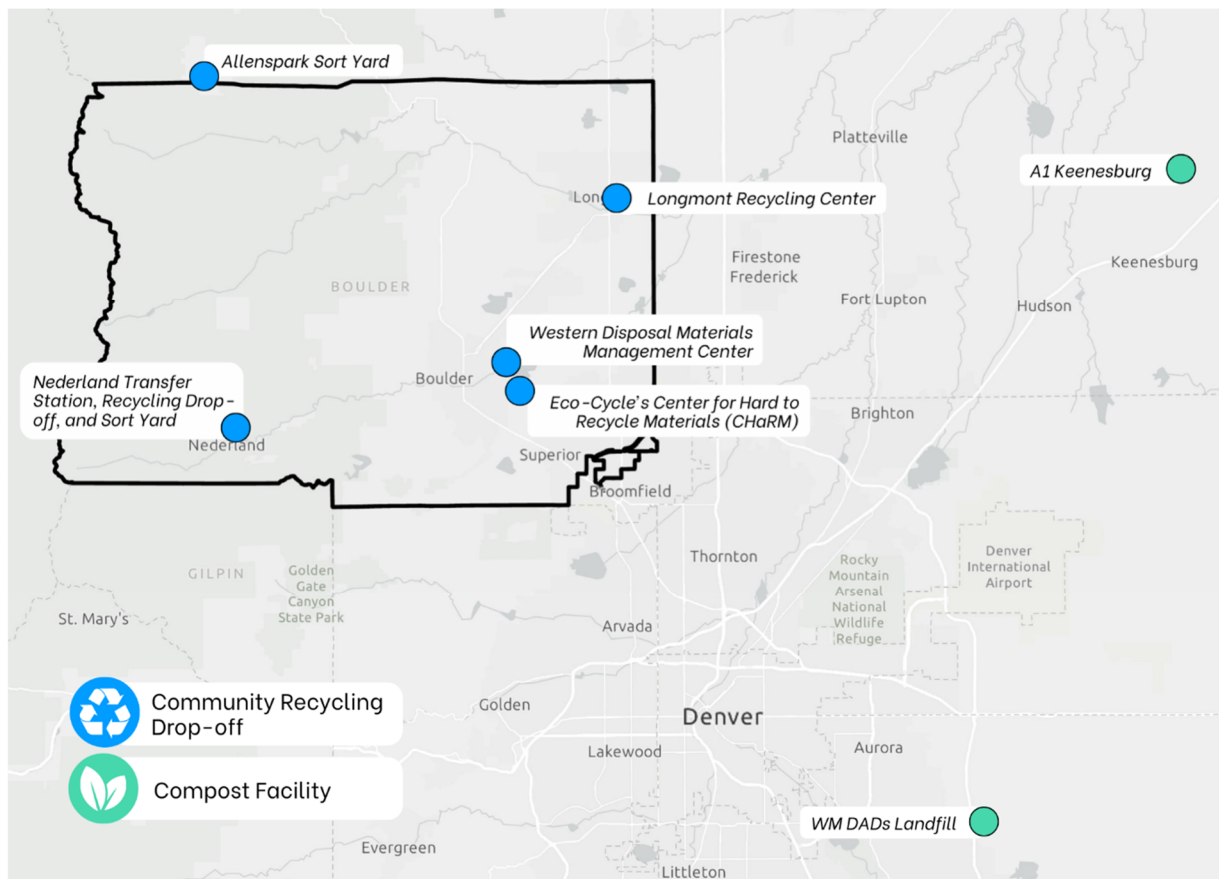 Allenspark Sort Yard
Platteville
A1 Keenesburg
Long
Longmont Recycling Center
Firestone
Frederick
Keenesburg
BOULDER
Fort Lupton
Hudson
Western Disposal Materials
Management Center
Boulder
Nederland Transfer
Station, Recycling Drop-
off, and Sort Yard
Eco-Cycle's Center for Hard to
Recycle Materials (CHaRM)
Brighton
Nederland
Superior
Broomfield
Thornton
Denver
International
Airport
GILPIN
Golden
Gate
Canyon
State Park
Rocky
Mountain
Arsenal
National
Wildlife
Refuge
St. Mary's
Arvada
Community Recycling
Drop-off
Golden
Denver
Lakewood
Aurora
Compost Facility
WM DADs Landfill
Evergreen
Littleton